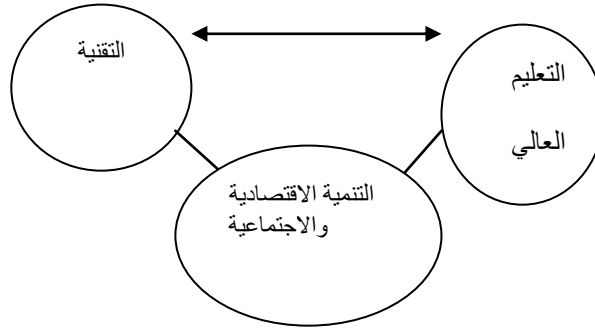 التقنية
التعليم
العالي
التنمية الاقتصادية
والاجتماعية